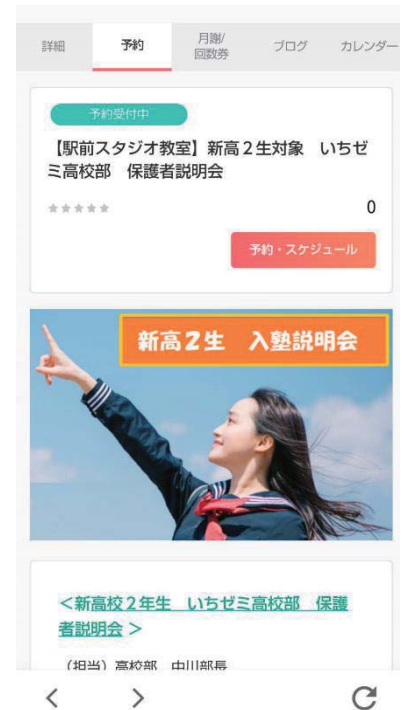 詳細
予約
月謝/
回数券
ブログ
カレンダー
予約受付中
【駅前スタジオ教室】新高２生対象　いちゼ
ミ高校部　保護者説明会
★★★★★
0
予約・スケジュール
新高2生　入塾説明会
＜新高校２年生　いちゼミ高校部　保護
者説明会＞
（担当）高校部　中川部長